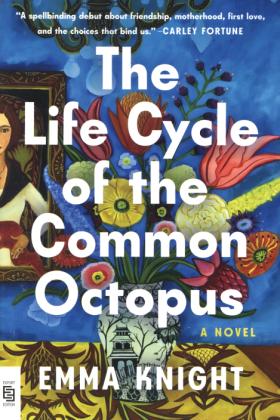 “A spellbinding debut about friendship, motherhood, first love,
and the choices that bind us.” —CARLEY FORTUNE
The
Life Cycle
of the
Common
Octopus
A NOVEL
EMMA KNIGHT